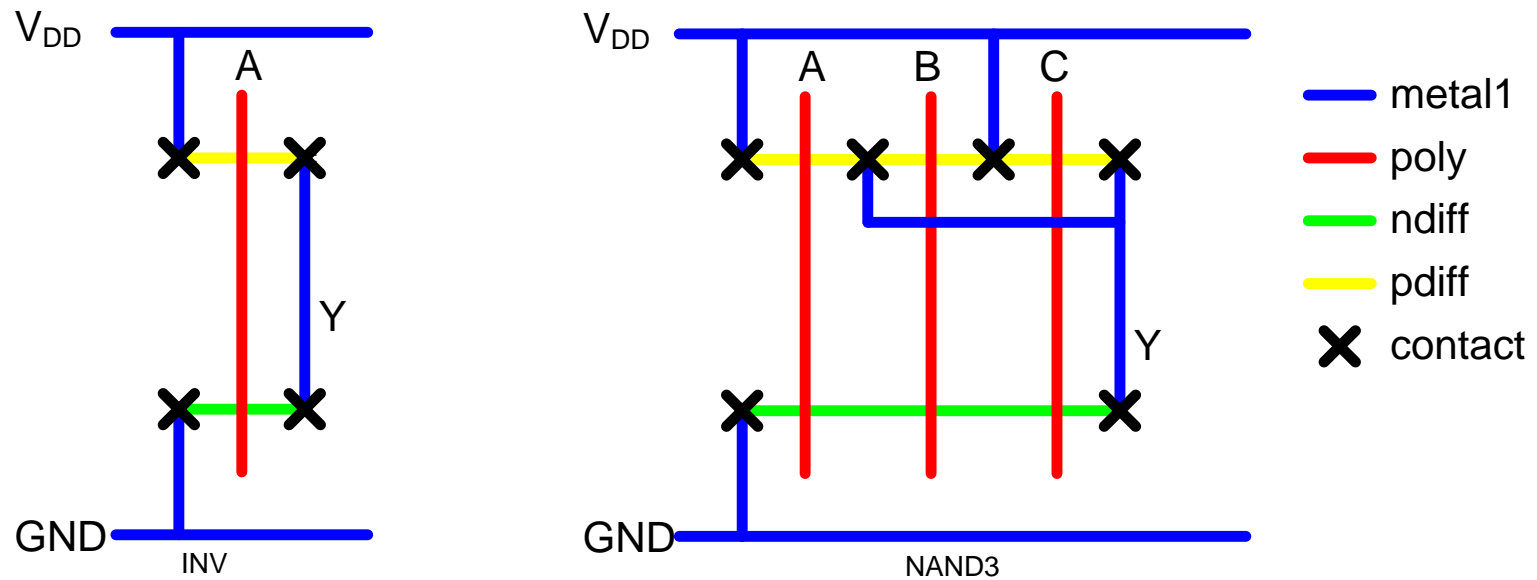 VDD
A
Y
GND
INV
VDD
A B C
Y
GND
NAND3
metal1
poly
ndiff
pdiff
contact